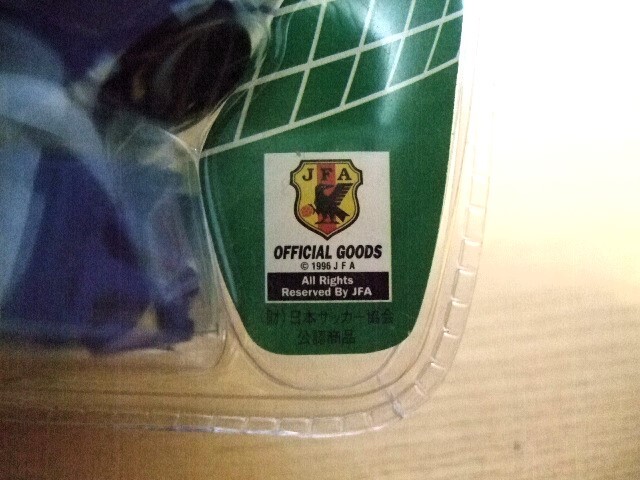 JFA
OFFICIAL GOODS
© 1996 J F A
All Rights
Reserved By JFA
(財)日本サッカー協会
公認商品